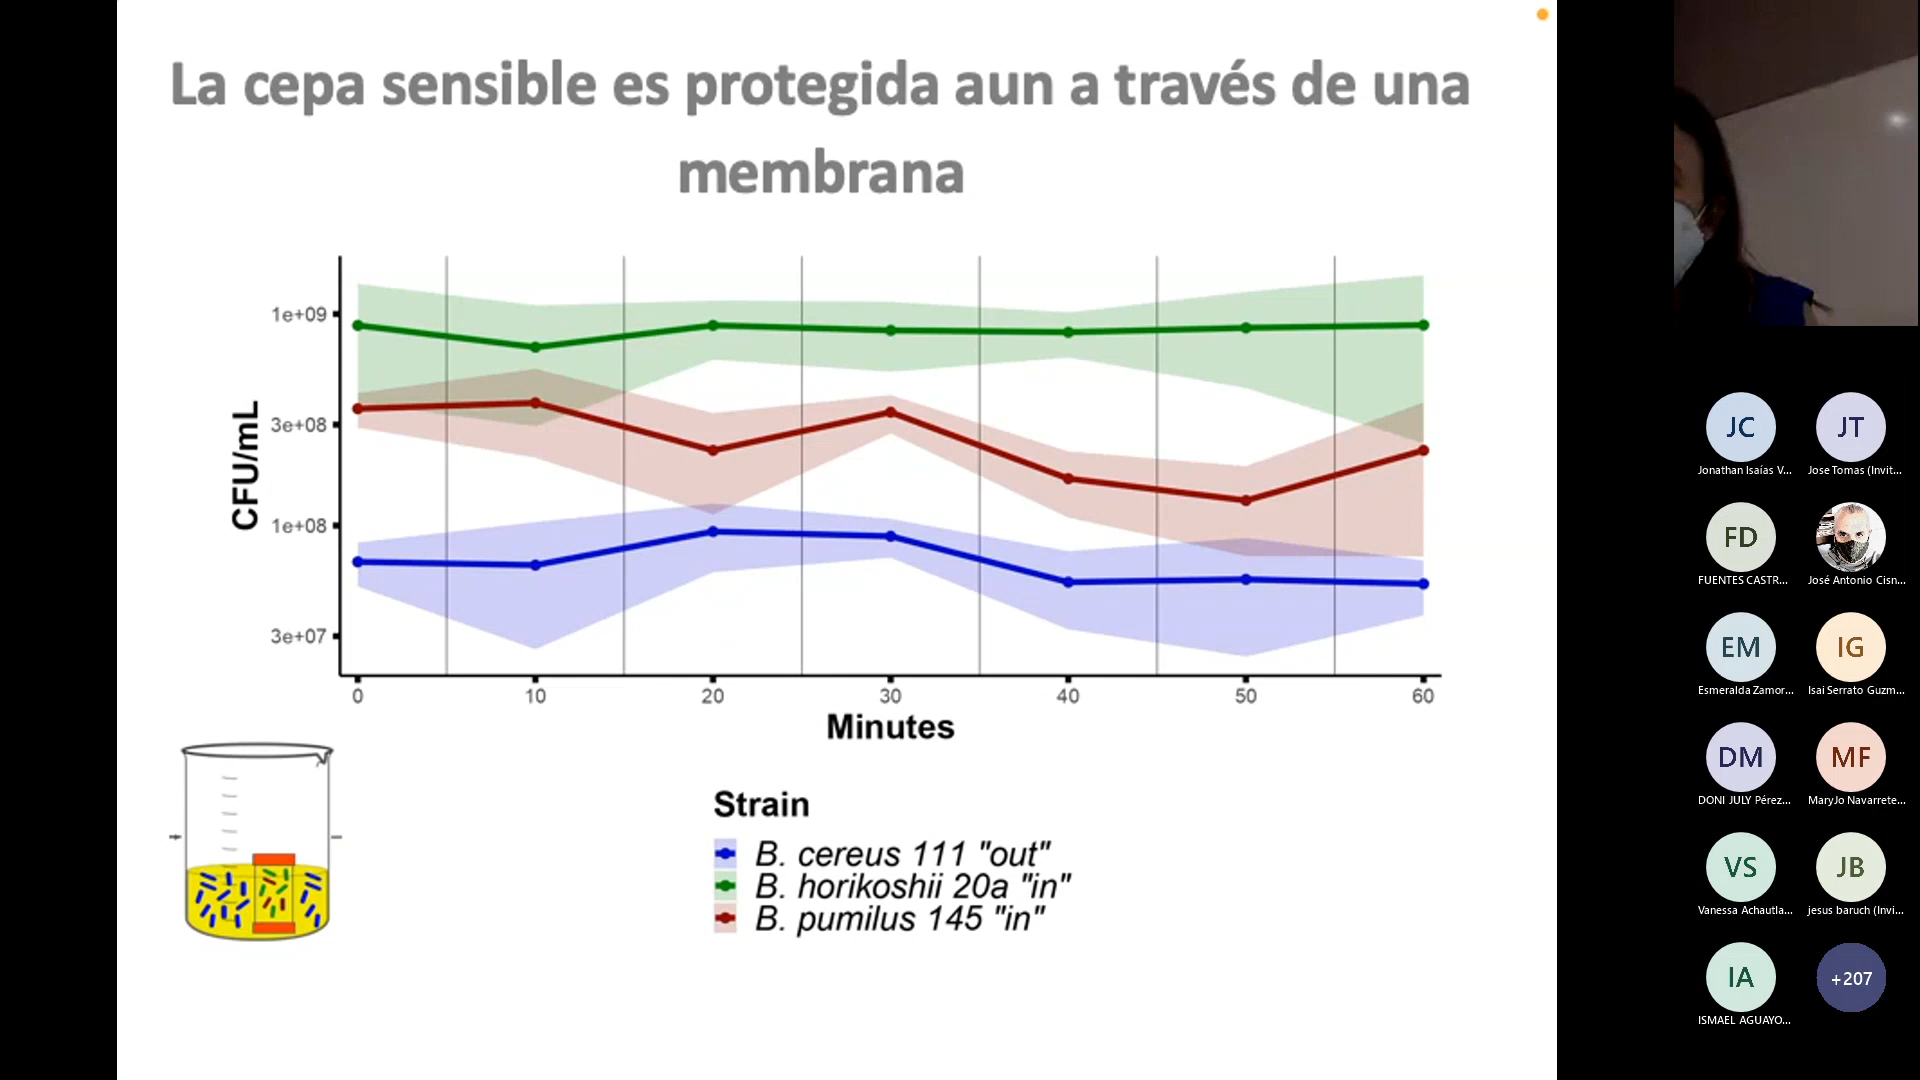 La cepa sensible es protegida aun a través de una
membrana
1e+09
3e+08
1e+08
3e+07
CFU/mL
0 10 20 30 40 50 60
Minutes
Strain
B. cereus 111 "out"
B. horikoshii 20a "in"
B. pumilus 145 "in"
JC JT
Jonathan Isaías V... Jose Tomas (Invit...
FD
FUENTES CASTR... José Antonio Cisn...
EM IG
Esmeralda Zamor... Isai Serrato Guzm...
DM MF
DONI JULY Pérez... MaryJo Navarrete...
VS JB
Vanessa Achautla... jesus baruch (Invi...
IA +207
ISMAEL AGUAYO...